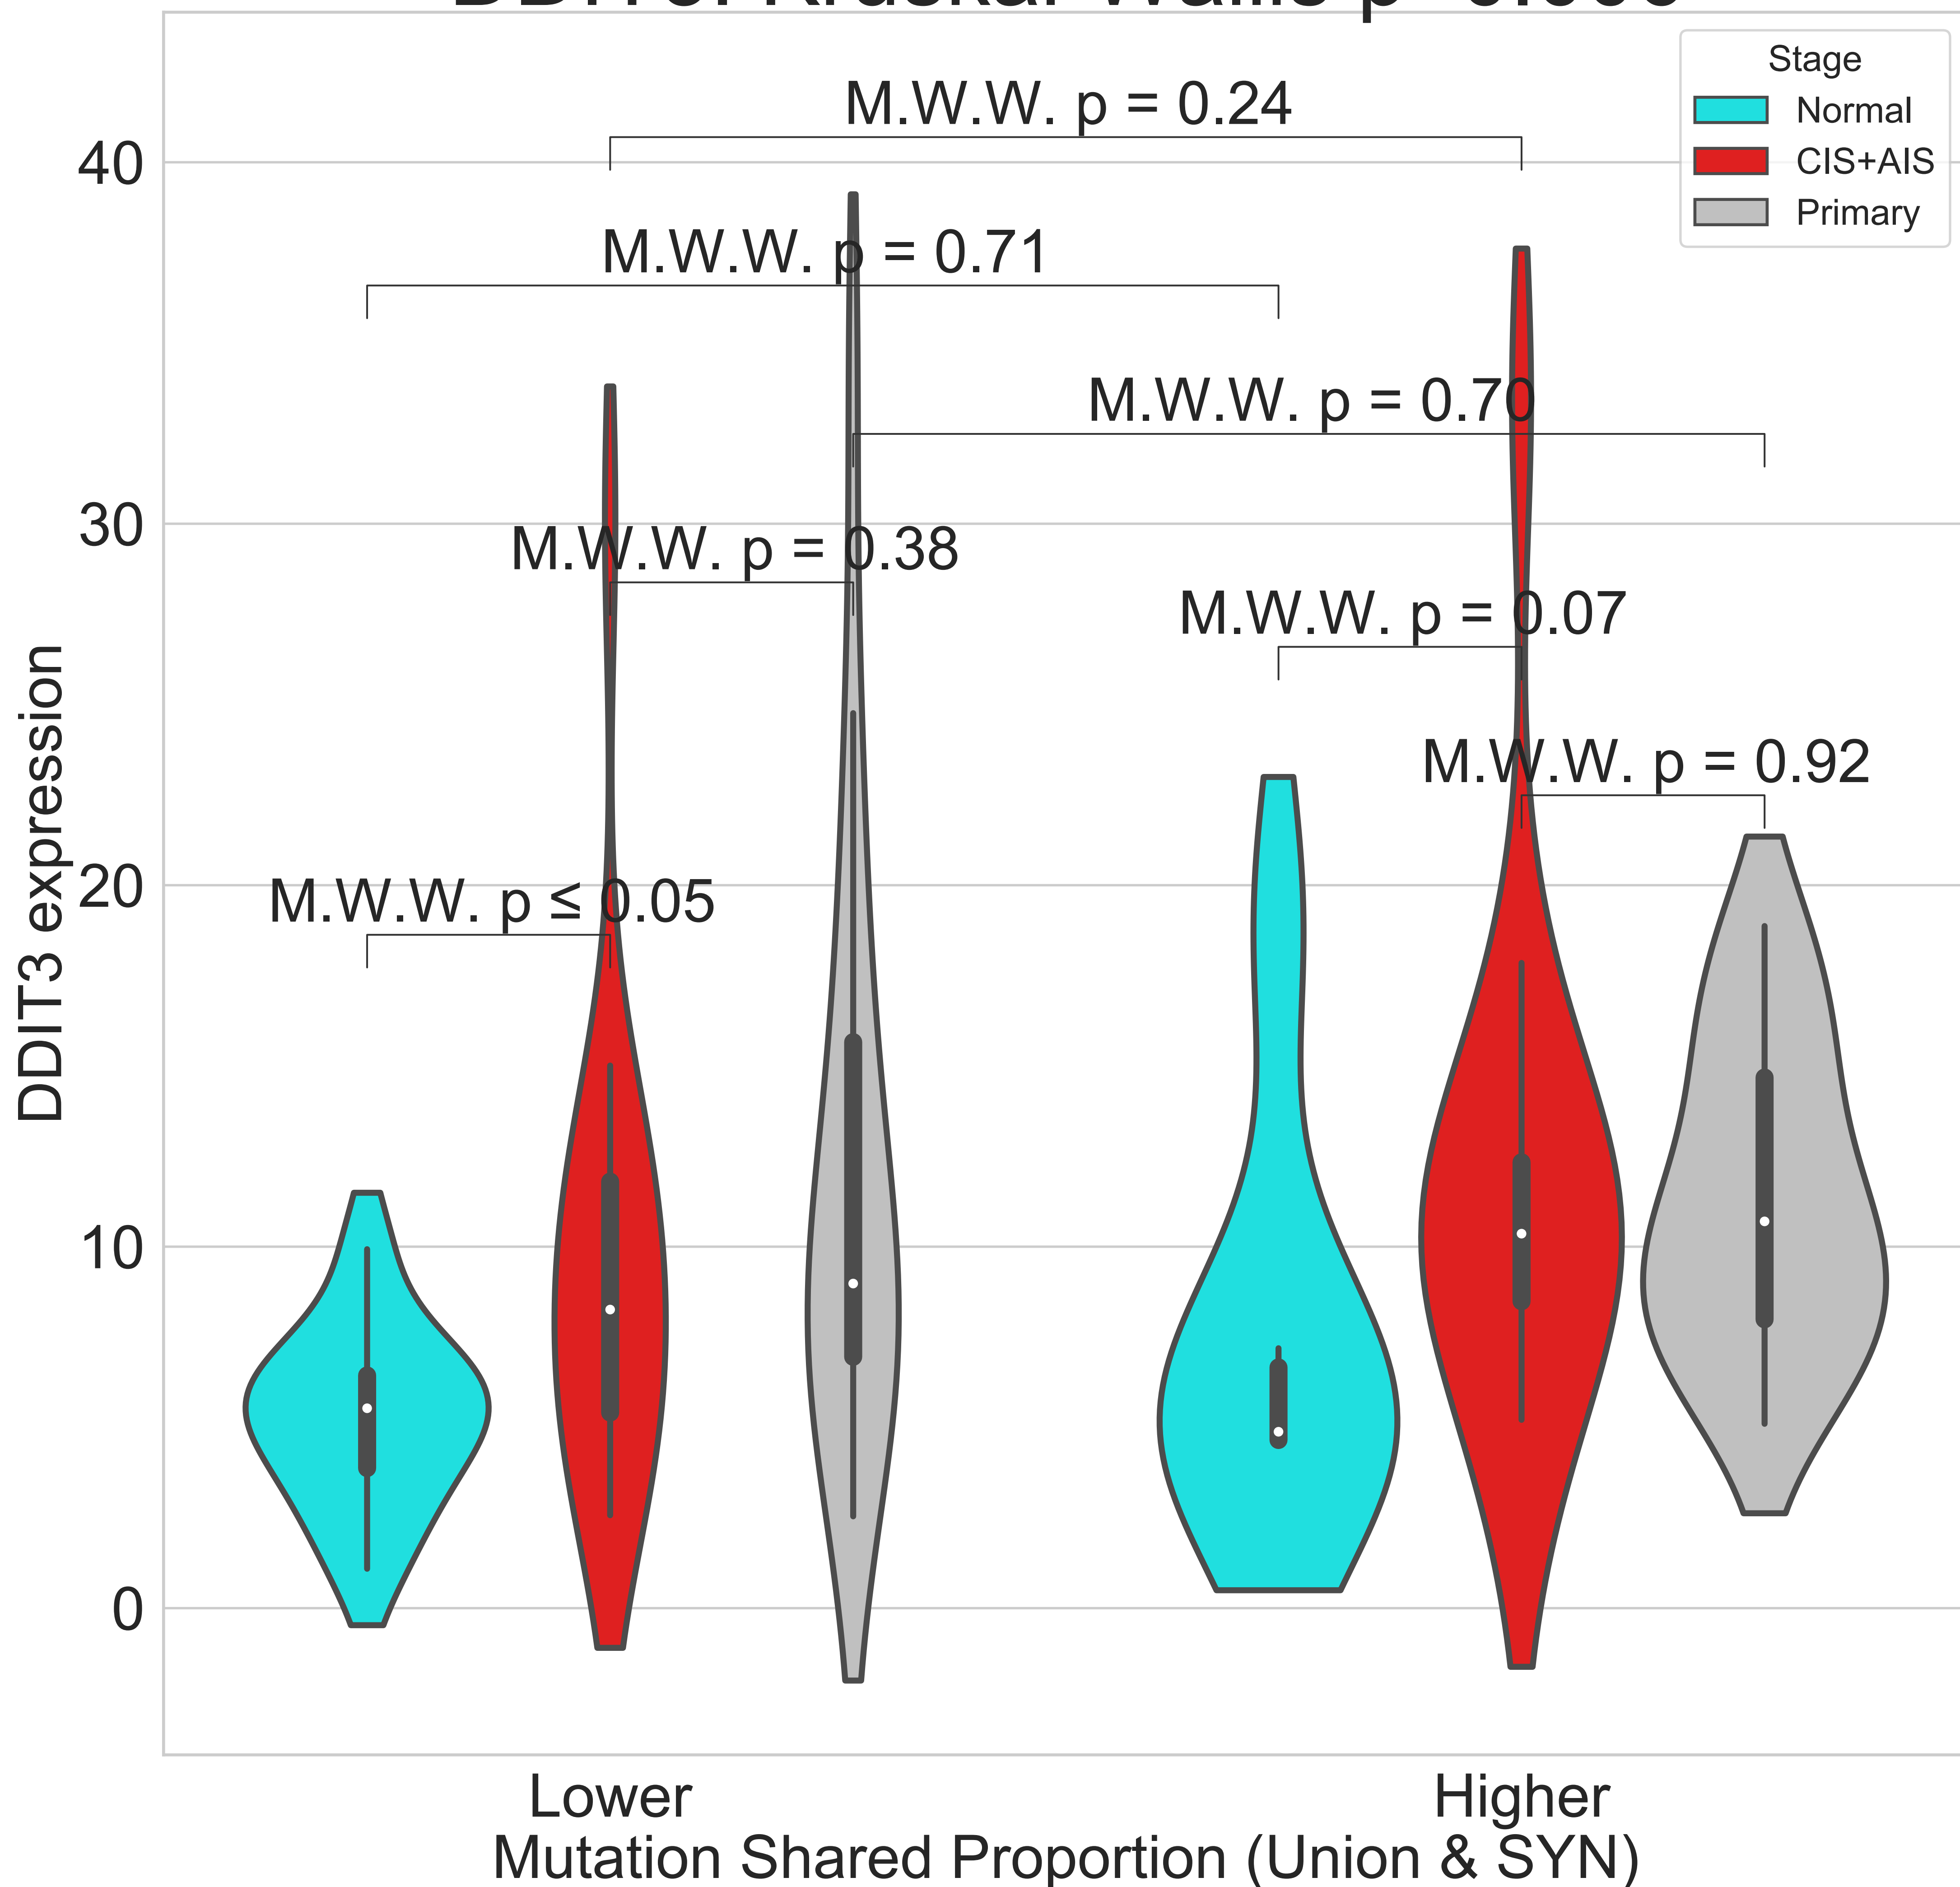 Stage
Normal
CIS+AIS
Primary
M.W.W. p = 0.24
M.W.W. p = 0.71
M.W.W. p = 0.70
M.W.W. p = 0.38
M.W.W. p = 0.07
M.W.W. p = 0.92
M.W.W. p ≤ 0.05
DDIT3 expression
40
30
20
10
0
Lower
Higher
Mutation Shared Proportion (Union & SYN)